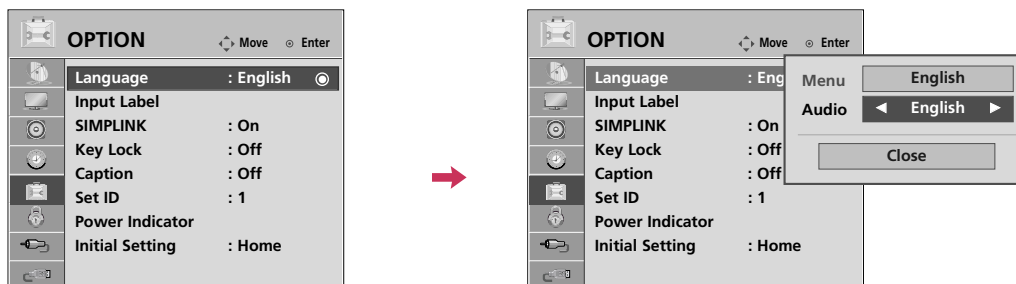 OPTION Move Enter
Language : English
Input Label
SIMPLINK : On
Key Lock : Off
Caption : Off
Set ID : 1
Power Indicator
Initial Setting : Home
OPTION Move Enter
Language : Eng
Input Label
SIMPLINK : On
Key Lock : Off
Caption : Off
Set ID : 1
Power Indicator
Initial Setting : Home
Menu English
Audio ◄ English ►
Close